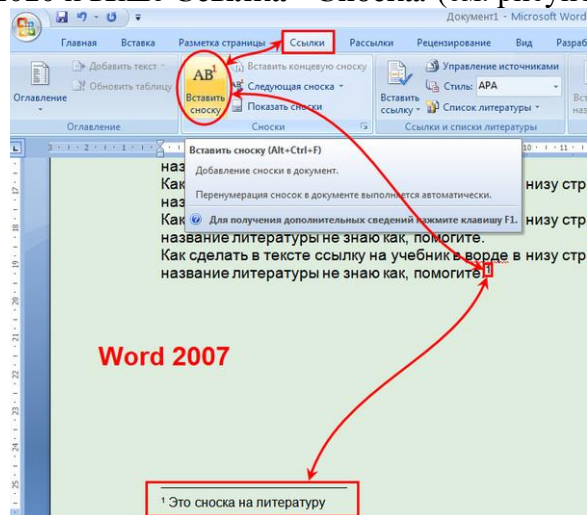 Сноска (см. рисунок
Документ1 - Microsoft Word
Главная Вставка Разметка страницы Ссылки Рассылки Рецензирование Вид Разраб
Оглавление
Добавить текст
Обновить таблицу
Оглавление
AB¹
Вставить сноску
Вставить концевую сноску
Следующая сноска
Показать сноски
Сноски
Вставить ссылку
Управление источниками
Стиль: APA
Список литературы
Ссылки и списки литературы
Вставить сноску (Alt+Ctrl+F)
Добавление сноски в документ.
Перенумерация сносок в документе выполняется автоматически.
Для получения дополнительных сведений нажмите клавишу F1.
наз
Как низу стр
наз
Как низу стр
название литературы не знаю как, помогите.
Как сделать в тексте ссылку на учебник в ворде в низу стр
название литературы не знаю как, помогите.¹
Word 2007
¹ Это сноска на литературу